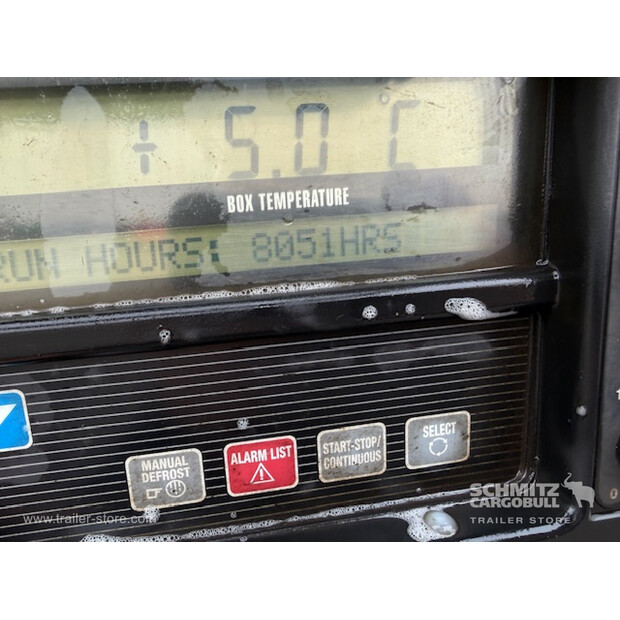 + 5.0 °C
BOX TEMPERATURE
RUN HOURS: 8051HRS
MANUAL
DEFROST
ALARM LIST
START-STOP/
CONTINUOUS
SELECT
SCHMITZ
CARGOBULL
TRAILER STORE
www.trailer-store.com